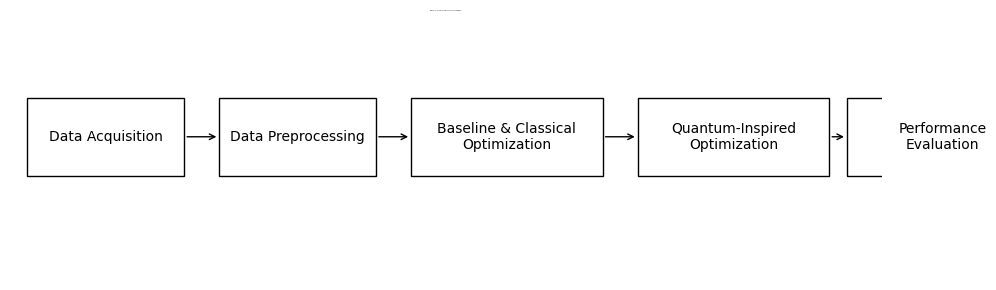 Data Acquisition
Data Preprocessing
Baseline & Classical
Optimization
Quantum-Inspired
Optimization
Performance
Evaluation